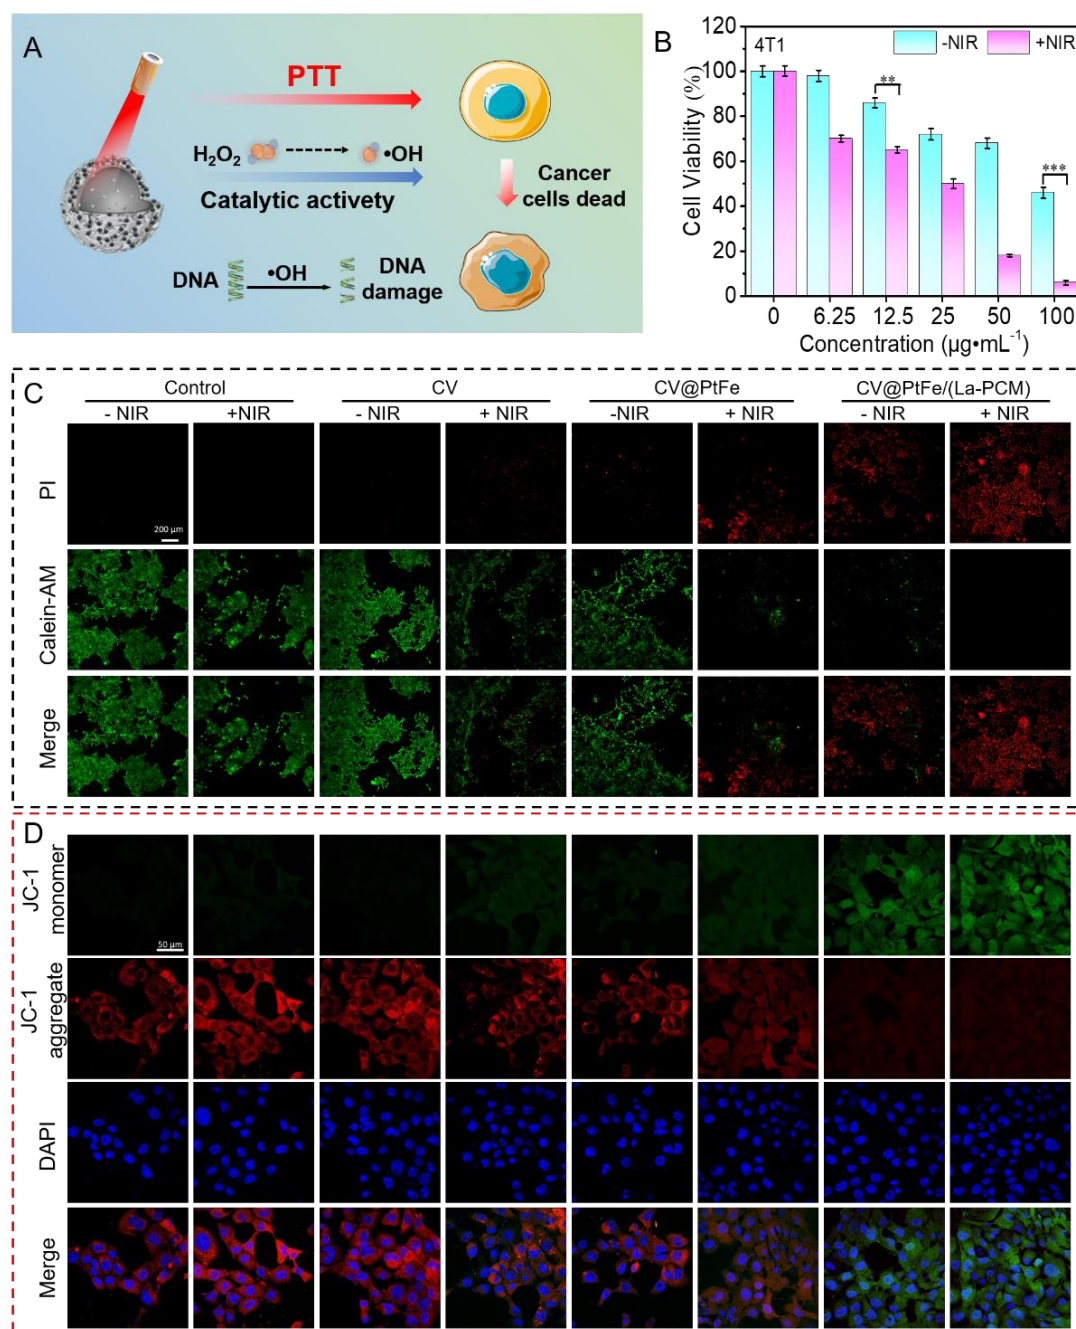 A
PTT
H₂O₂
•OH
Catalytic activety
Cancer
cells dead
DNA
•OH
DNA
damage
B
4T1
-NIR
+NIR
Cell Viability (%)
120
100
80
60
40
20
0
**
***
0
6.25
12.5
25
50
100
Concentration (µg•mL⁻¹)
C
Control
CV
CV@PtFe
CV@PtFe/(La-PCM)
- NIR
+NIR
- NIR
+ NIR
-NIR
+ NIR
- NIR
+ NIR
PI
200 µm
Calein-AM
Merge
D
JC-1
momomer
50 µm
JC-1
aggregate
DAPI
Merge